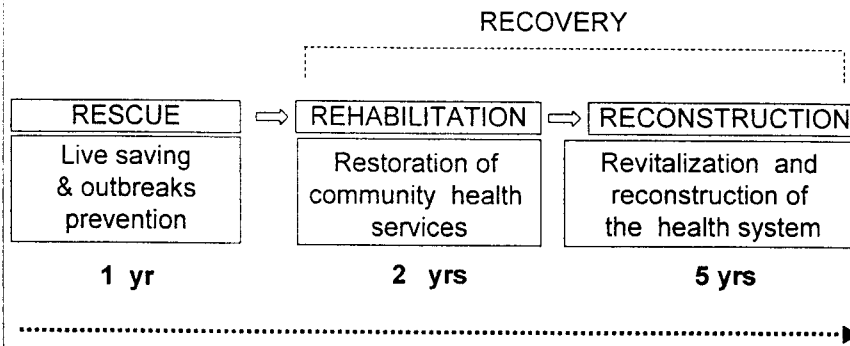 RECOVERY
RESCUE
REHABILITATION
RECONSTRUCTION
Live saving
& outbreaks
prevention
Restoration of
community health
services
Revitalization and
reconstruction of
the health system
1 yr
2 yrs
5 yrs